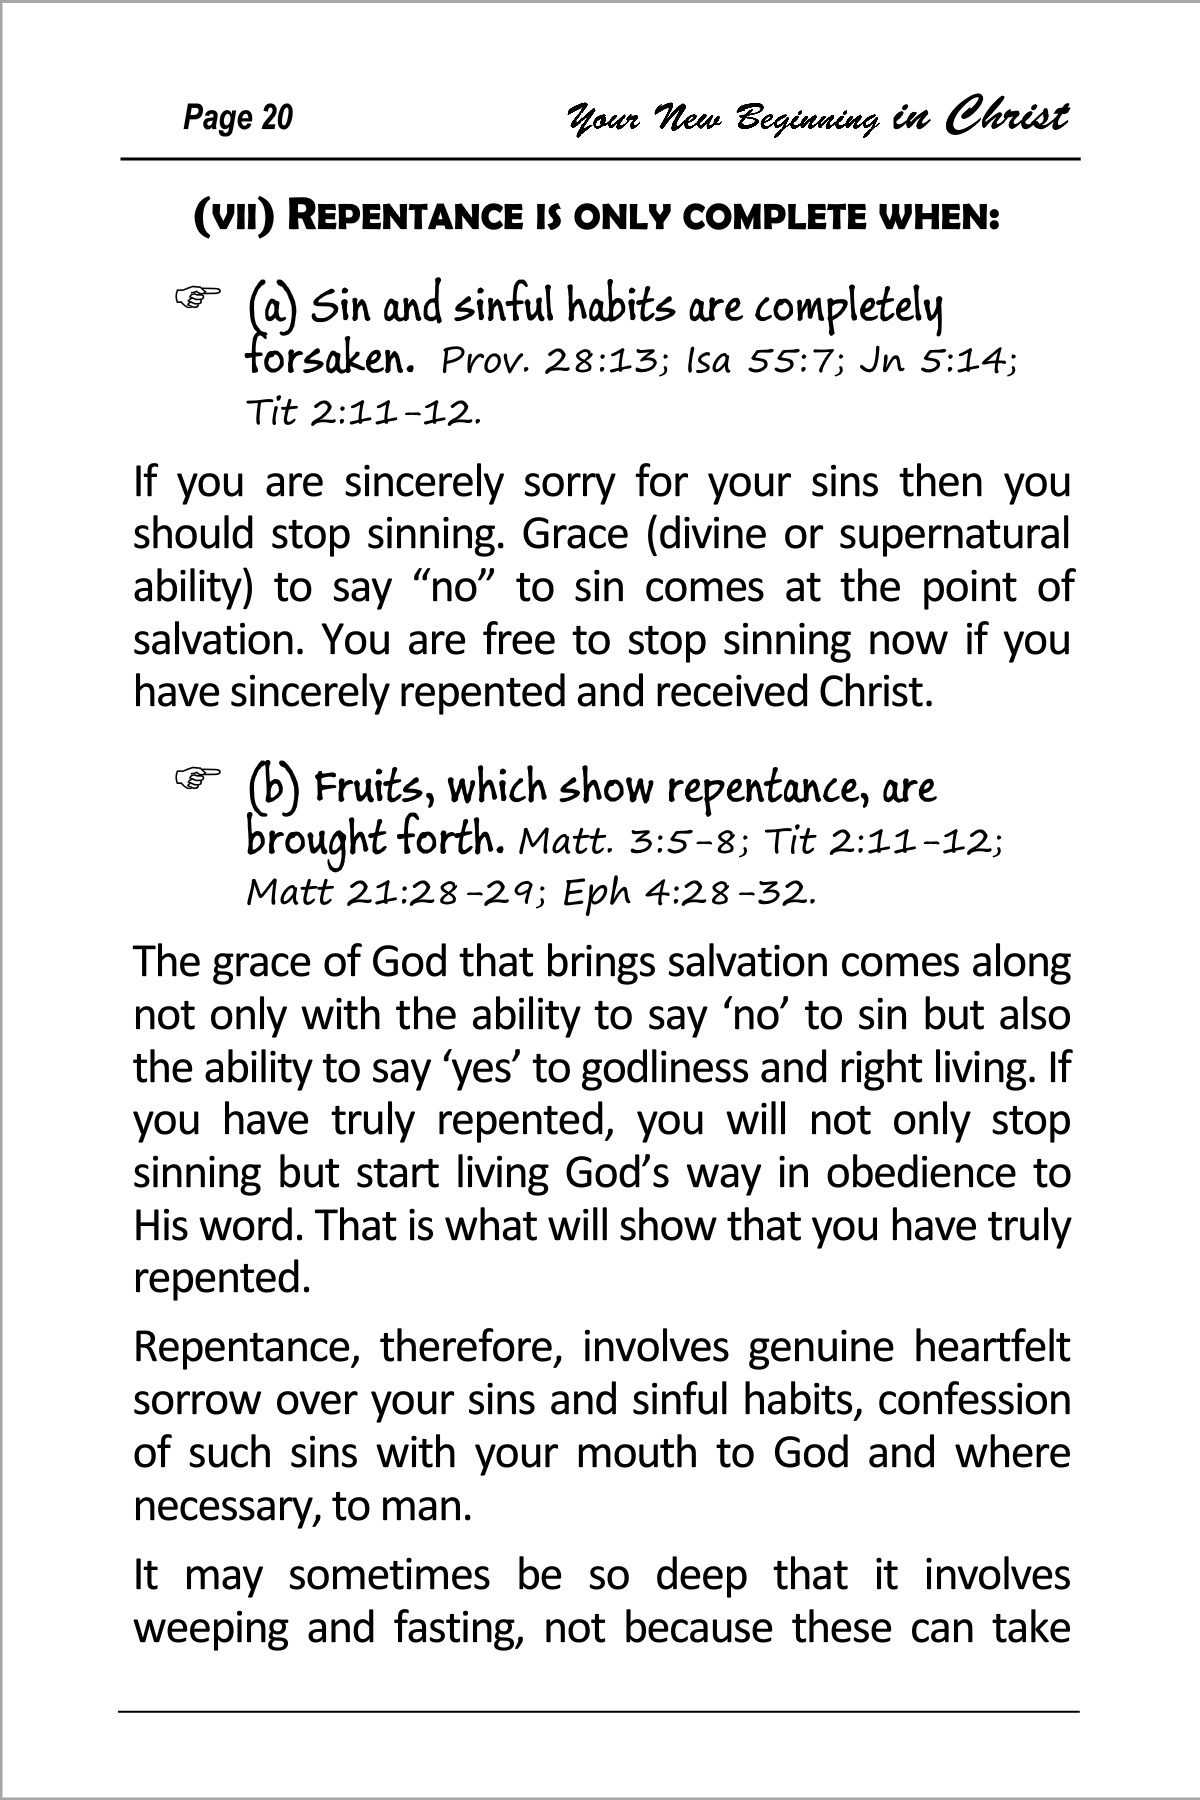 Page 20 Your New Beginning in Christ
(VII) REPENTANCE IS ONLY COMPLETE WHEN:
☞ (a) Sin and sinful habits are completely
forsaken. Prov. 28:13; Isa 55:7; Jn 5:14;
Tit 2:11-12.
If you are sincerely sorry for your sins then you
should stop sinning. Grace (divine or supernatural
ability) to say “no” to sin comes at the point of
salvation. You are free to stop sinning now if you
have sincerely repented and received Christ.
☞ (b) Fruits, which show repentance, are
brought forth. Matt. 3:5-8; Tit 2:11-12;
Matt 21:28-29; Eph 4:28-32.
The grace of God that brings salvation comes along
not only with the ability to say ‘no’ to sin but also
the ability to say ‘yes’ to godliness and right living. If
you have truly repented, you will not only stop
sinning but start living God’s way in obedience to
His word. That is what will show that you have truly
repented.
Repentance, therefore, involves genuine heartfelt
sorrow over your sins and sinful habits, confession
of such sins with your mouth to God and where
necessary, to man.
It may sometimes be so deep that it involves
weeping and fasting, not because these can take